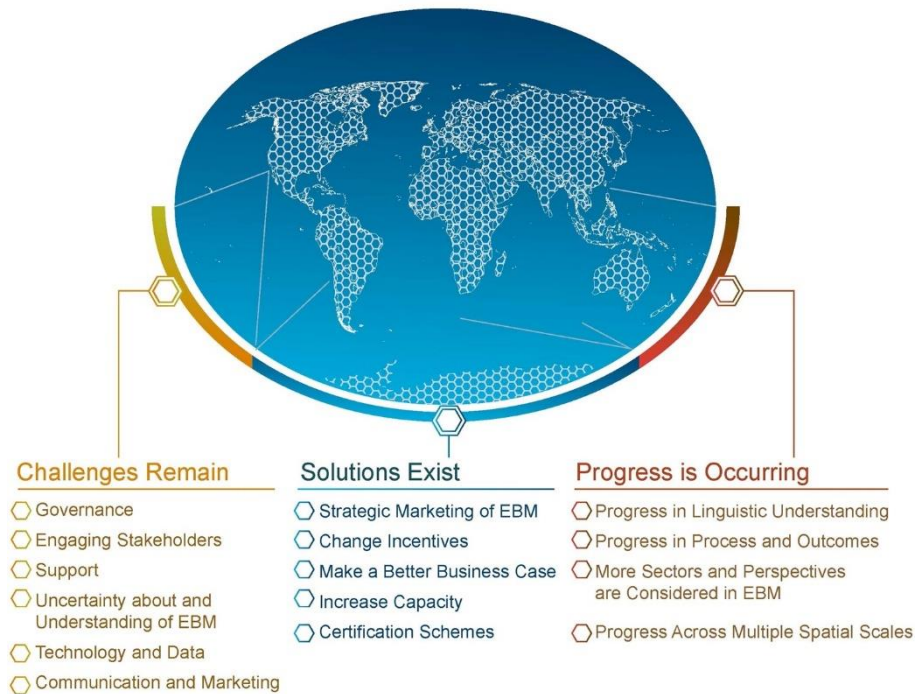 Challenges Remain
Governance
Engaging Stakeholders
Support
Uncertainty about and
Understanding of EBM
Technology and Data
Communication and Marketing
Solutions Exist
Strategic Marketing of EBM
Change Incentives
Make a Better Business Case
Increase Capacity
Certification Schemes
Progress is Occurring
Progress in Linguistic Understanding
Progress in Process and Outcomes
More Sectors and Perspectives
are Considered in EBM
Progress Across Multiple Spatial Scales